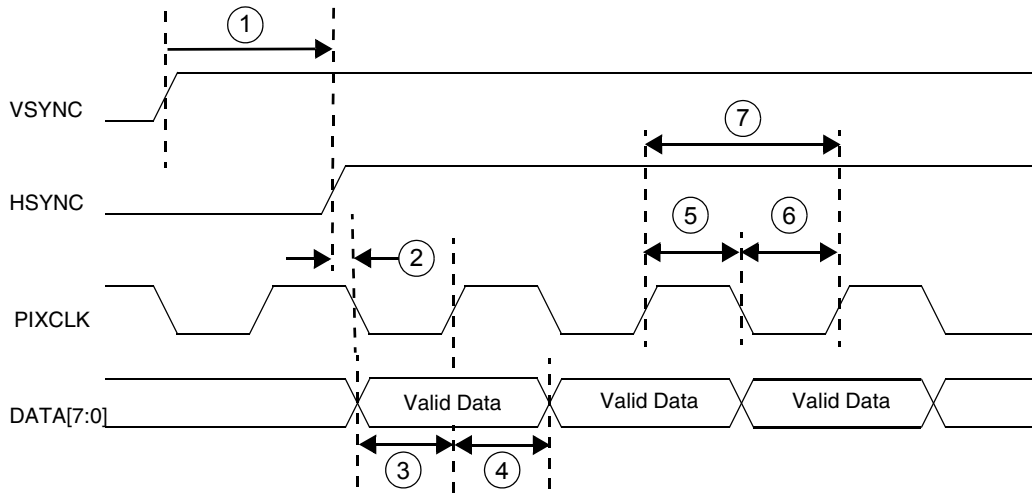 1
VSYNC
7
HSYNC
5
6
2
PIXCLK
Valid Data
Valid Data
Valid Data
DATA[7:0]
3
4